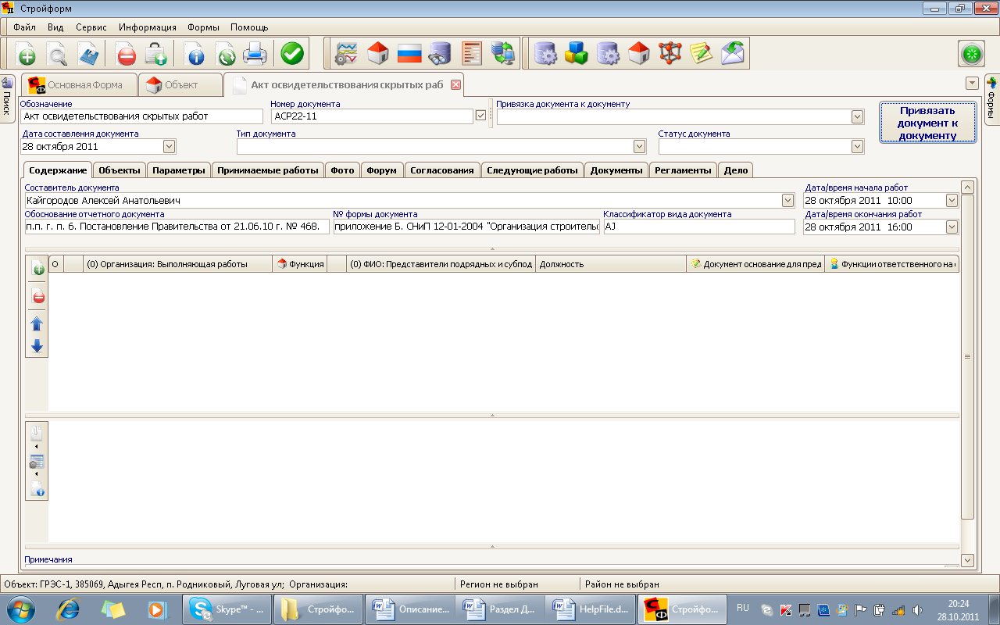 Стройформ
Файл Вид Сервис Информация Формы Помощь
Поиск
Основная Форма Объект Акт освидетельствования скрытых раб
Формы
Обозначение Номер документа Привязка документа к документу
Акт освидетельствования скрытых работ АСР22-11
Привязать документ к документу
Дата составления документа Тип документа Статус документа
28 октября 2011
Содержание Объекты Параметры Принимаемые работы Фото Форум Согласования Следующие работы Документы Регламенты Дело
Составитель документа Дата/время начала работ
Кайгородов Алексей Анатольевич 28 октября 2011 10:00
Обоснование отчетного документа № формы документа Классификатор вида документа Дата/время окончания работ
п.п. г. п. 6. Постановление Правительства от 21.06.10 г. № 468. приложение Б. СНиП 12-01-2004 "Организация строитель AJ 28 октября 2011 16:00
О (0) Организация: Выполняющая работы Функция (0) ФИО: Представители подрядных и субпод Должность Документ основание для пред Функции ответственного на
Примечания
Объект: ГРЭС-1, 385069, Адыгея Респ, п. Родниковый, Луговая ул; Организация: Регион не выбран Район не выбран
Skype™ - ... Стройфо... Описание... Раздел Д... HelpFile.d... Стройфо... RU 20:24
28.10.2011